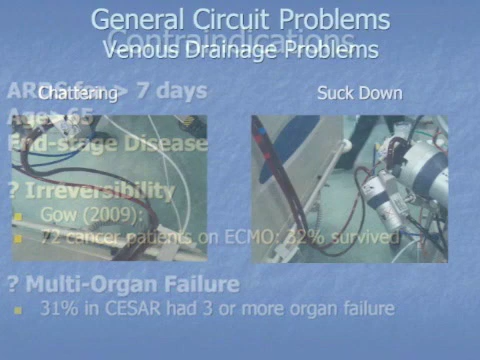 General Circuit Problems
Contraindications
Venous Drainage Problems
ARDS for > 7 days
Chattering
Suck Down
Age> 65
End-stage Disease
? Irreversibility
Gow (2009):
72 cancer patients on ECMO: 32% survived
? Multi-Organ Failure
31% in CESAR had 3 or more organ failure